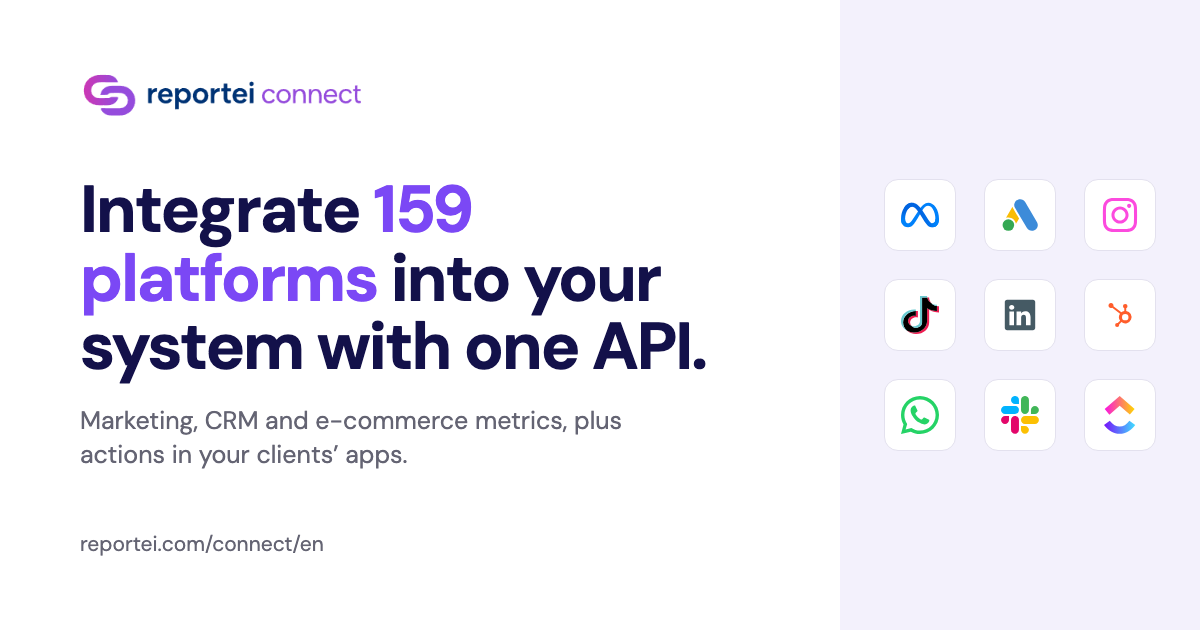 reportei connect
Integrate 159
platforms into your
system with one API.
Marketing, CRM and e-commerce metrics, plus
actions in your clients’ apps.
reportei.com/connect/en
in